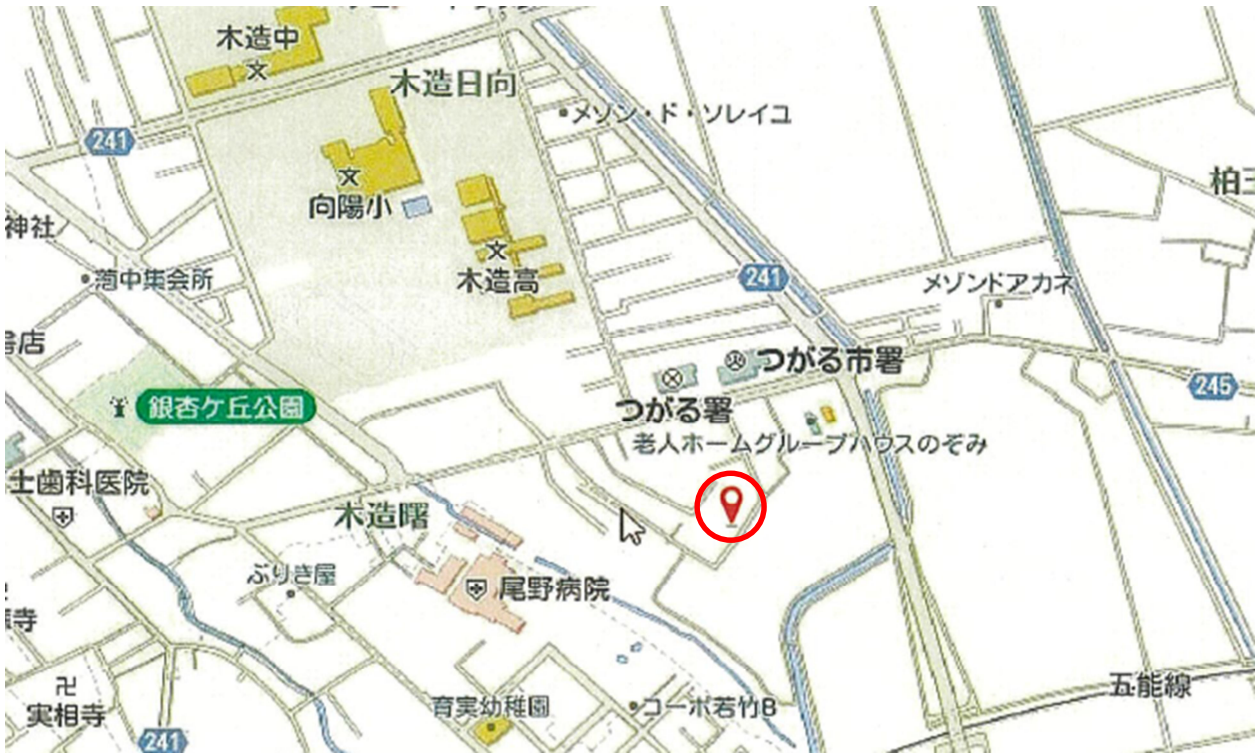 木造中
木造日向
メゾン・ド・ソレイユ
241
文
向陽小
柏
神社
文
木造高
241
蒲中集会所
メゾンドアカネ
書店
つがる市署
245
銀杏ケ丘公園
つがる署
老人ホームグループハウスのぞみ
士歯科医院
木造曙
ぶりき屋
尾野病院
寺
卍
実相寺
育実幼稚園
コーポ若竹B
五能線
241